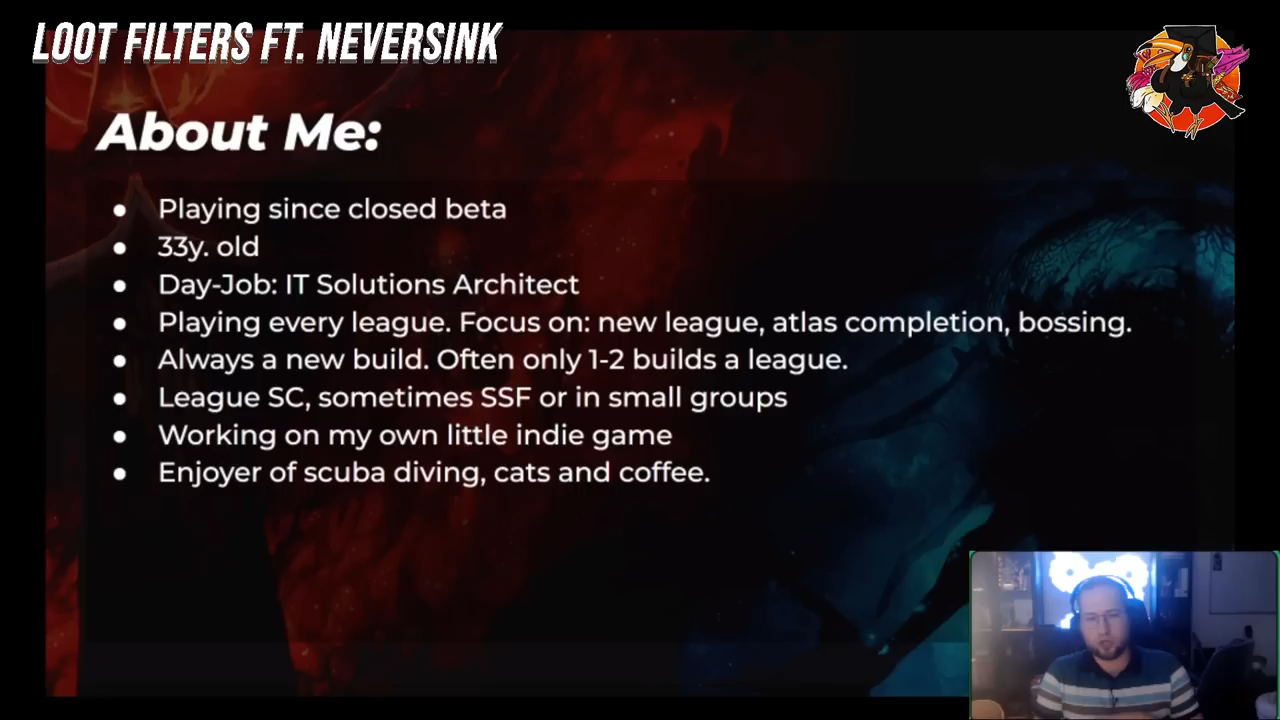 LOOT FILTERS FT. NEVERSINK
About Me:
● Playing since closed beta
● 33y. old
● Day-Job: IT Solutions Architect
● Playing every league. Focus on: new league, atlas completion, bossing.
● Always a new build. Often only 1-2 builds a league.
● League SC, sometimes SSF or in small groups
● Working on my own little indie game
● Enjoyer of scuba diving, cats and coffee.